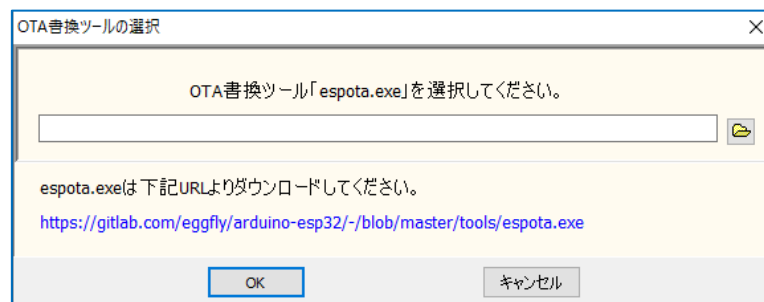 OTA書換ツールの選択
OTA書換ツール「espota.exe」を選択してください。
espota.exeは下記URLよりダウンロードしてください。
https://gitlab.com/eggfly/arduino-esp32/-/blob/master/tools/espota.exe
OK
キャンセル